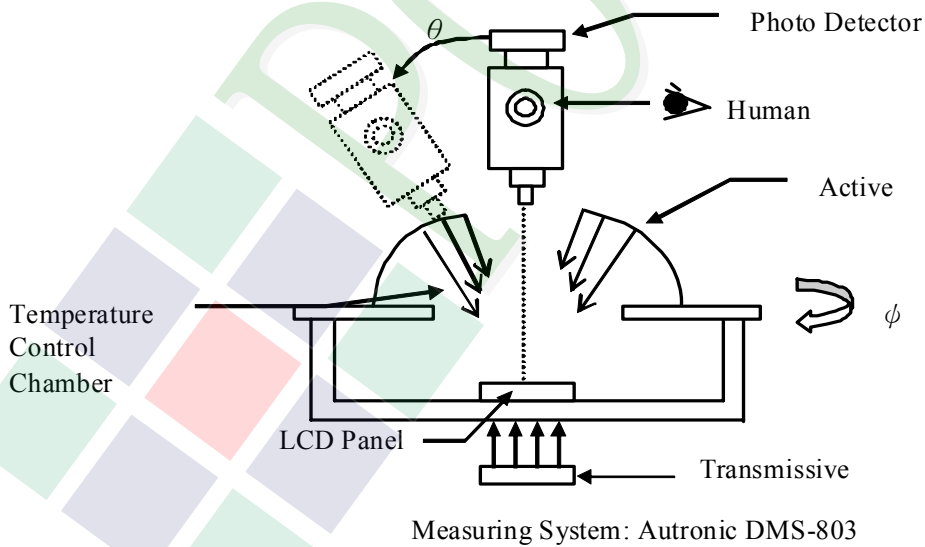 Photo Detector
θ
Human
Active
Temperature
Control
Chamber
ϕ
LCD Panel
Transmissive
Measuring System: Autronic DMS-803